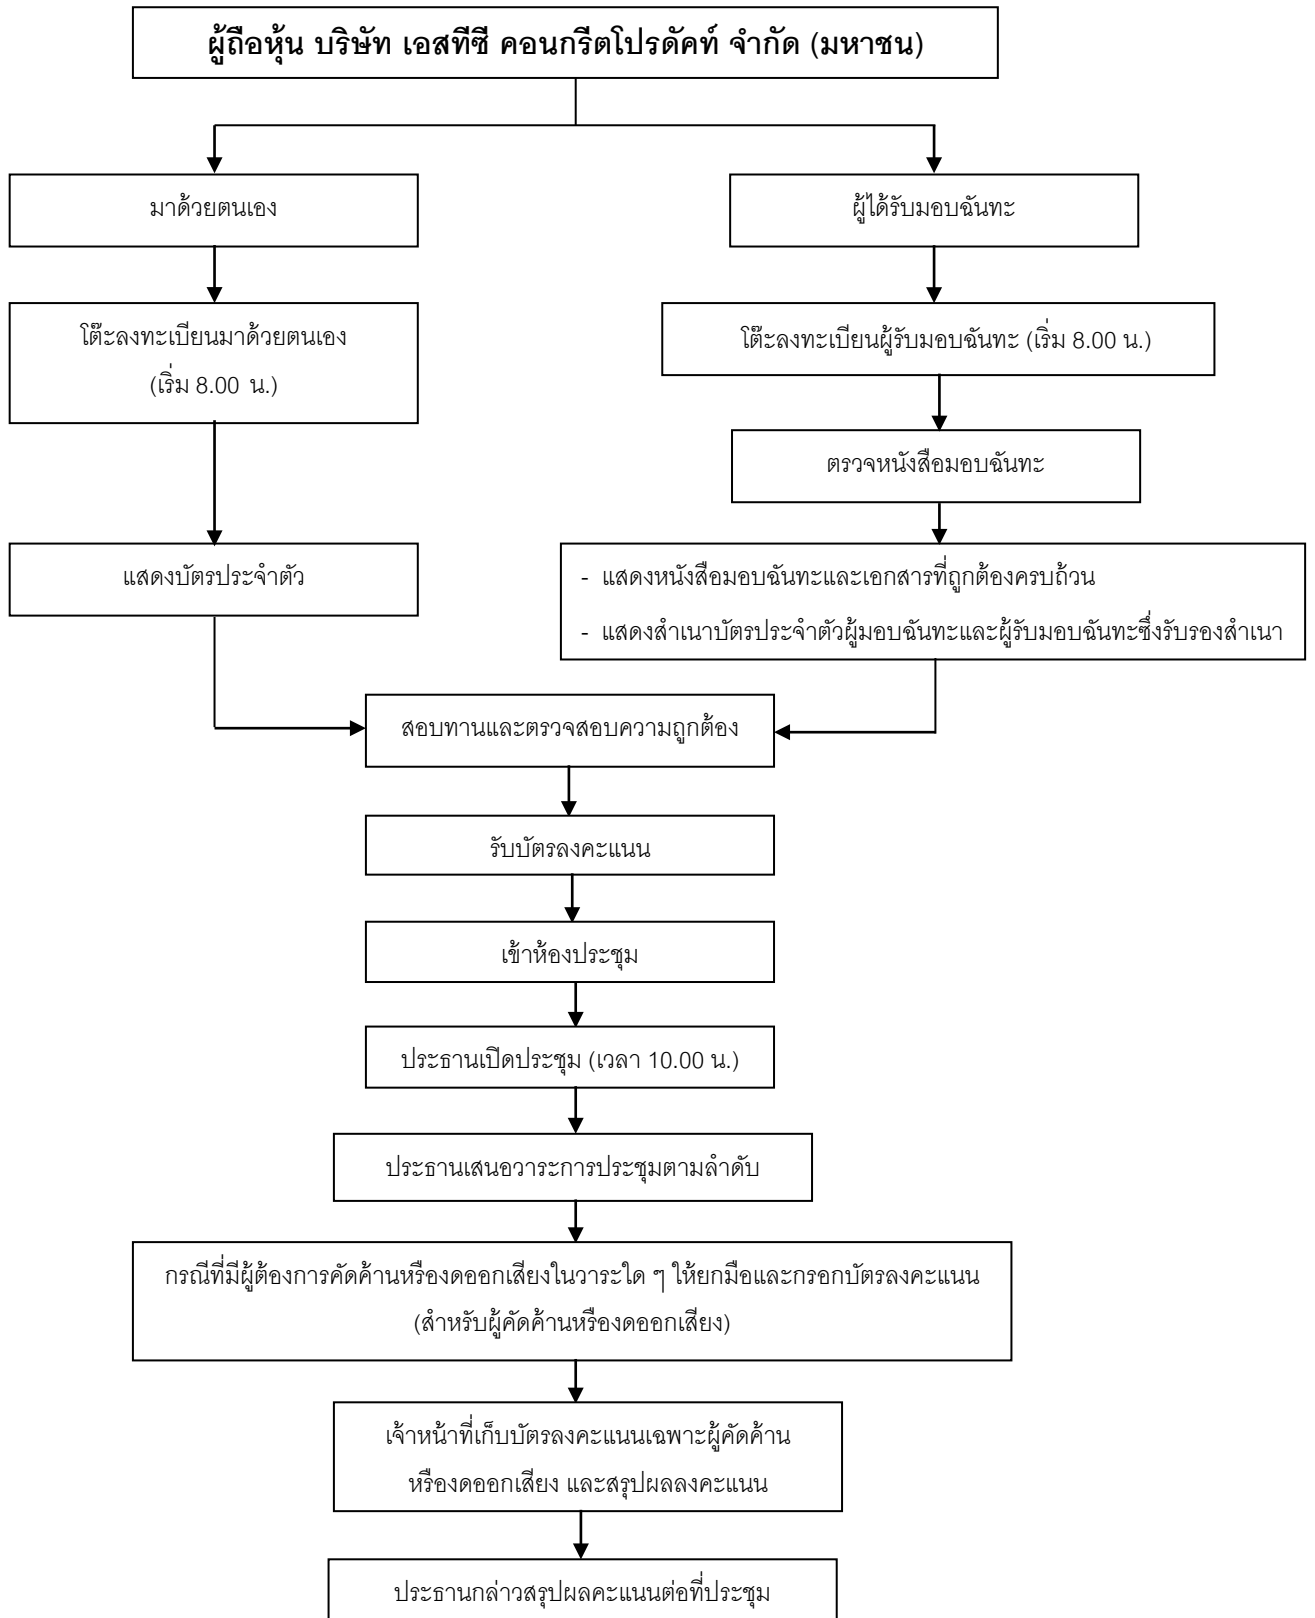 ผู้ถือหุ้น บริษัท เอสทีซี คอนกรีตโปรดัคท์ จำกัด (มหาชน)
มาด้วยตนเอง
ผู้ได้รับมอบฉันทะ
โต๊ะลงทะเบียนมาด้วยตนเอง
(เริ่ม 8.00 น.)
โต๊ะลงทะเบียนผู้รับมอบฉันทะ (เริ่ม 8.00 น.)
ตรวจหนังสือมอบฉันทะ
แสดงบัตรประจำตัว
- แสดงหนังสือมอบฉันทะและเอกสารที่ถูกต้องครบถ้วน
- แสดงสำเนาบัตรประจำตัวผู้มอบฉันทะและผู้รับมอบฉันทะซึ่งรับรองสำเนา
สอบทานและตรวจสอบความถูกต้อง
รับบัตรลงคะแนน
เข้าห้องประชุม
ประธานเปิดประชุม (เวลา 10.00 น.)
ประธานเสนอวาระการประชุมตามลำดับ
กรณีที่มีผู้ต้องการคัดค้านหรืองดออกเสียงในวาระใด ๆ ให้ยกมือและกรอกบัตรลงคะแนน
(สำหรับผู้คัดค้านหรืองดออกเสียง)
เจ้าหน้าที่เก็บบัตรลงคะแนนเฉพาะผู้คัดค้าน
หรืองดออกเสียง และสรุปผลลงคะแนน
ประธานกล่าวสรุปผลคะแนนต่อที่ประชุม